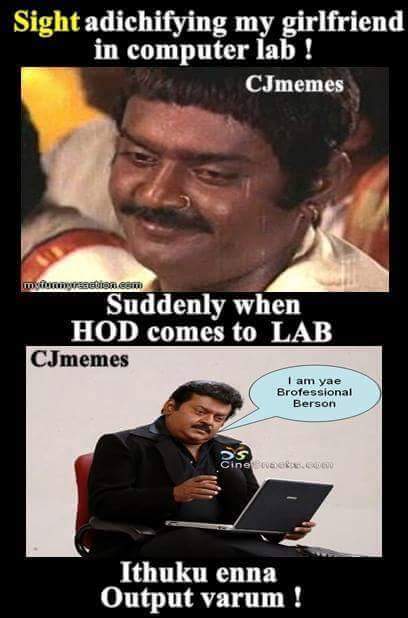 Sight adichifying my girlfriend
in computer lab !
CJmemes
myfunnyreaction.com
Suddenly when
HOD comes to LAB
CJmemes
I am yae
Brofessional
Berson
CineSnacks.com
Ithuku enna
Output varum !